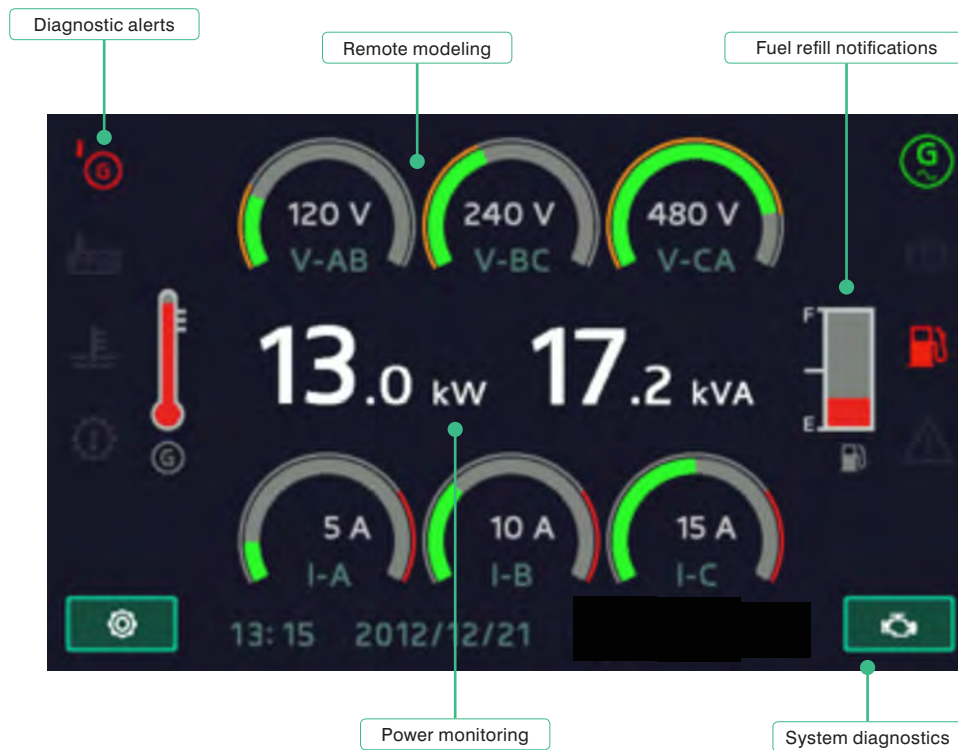 Diagnostic alerts
Remote modeling
Fuel refill notifications
G
G
120 V
240 V
480 V
V-AB
V-BC
V-CA
F
13.0 kW
17.2 kVA
E
G
5 A
10 A
15 A
I-A
I-B
I-C
13:15 2012/12/21
Power monitoring
System diagnostics